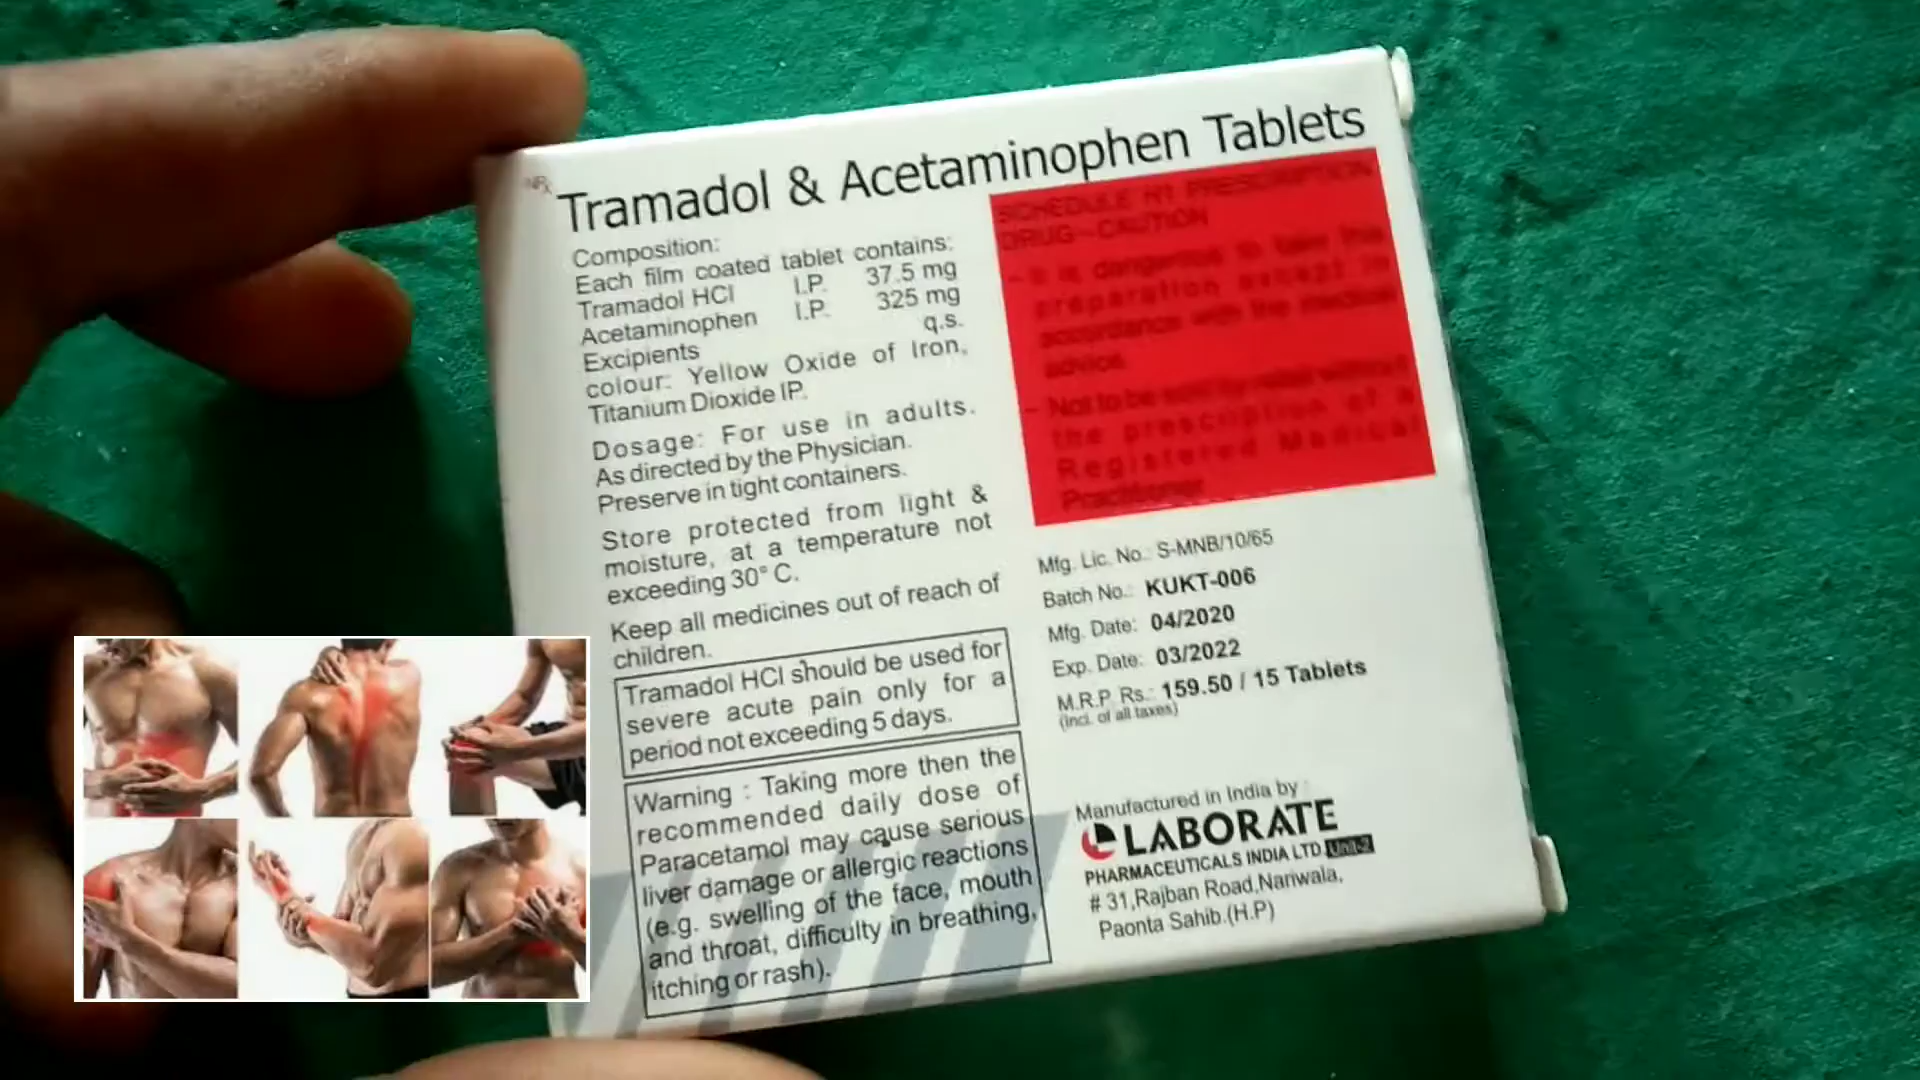 NRx
Tramadol & Acetaminophen Tablets
Composition:
Each film coated tablet contains:
Tramadol HCl I.P. 37.5 mg
Acetaminophen I.P. 325 mg
Excipients q.s.
colour: Yellow Oxide of Iron,
Titanium Dioxide IP.
Dosage: For use in adults.
As directed by the Physician.
Preserve in tight containers.
Store protected from light &
moisture, at a temperature not
exceeding 30° C.
Keep all medicines out of reach of
children.
Tramadol HCl should be used for
severe acute pain only for a
period not exceeding 5 days.
Warning : Taking more then the
recommended daily dose of
Paracetamol may cause serious
liver damage or allergic reactions
(e.g. swelling of the face, mouth
and throat, difficulty in breathing,
itching or rash).
SCHEDULE H1 PRESCRIPTION
DRUG - CAUTION
- It is dangerous to take this
preparation except in
accordance with the medical
advice.
- Not to be sold by retail without
the prescription of a
Registered Medical
Practitioner.
Mfg. Lic. No.: S-MNB/10/65
Batch No.: KUKT-006
Mfg. Date: 04/2020
Exp. Date: 03/2022
M.R.P. Rs.: 159.50 / 15 Tablets
(Incl. of all taxes)
Manufactured in India by :
LABORATE
PHARMACEUTICALS INDIA LTD. Unit-2
# 31,Rajban Road,Nariwala,
Paonta Sahib.(H.P)